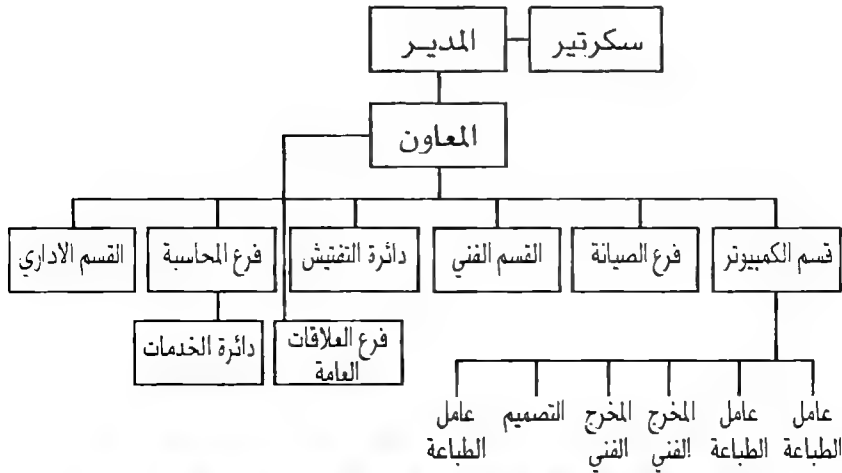 سكرتير
المديـر
المعاون
قسم الكمبيوتر
فرع الصيانة
القسم الفني
دائرة التفتيش
فرع المحاسبة
القسم الاداري
فرع العلاقات
العامة
دائرة الخدمات
عامل
الطباعة
عامل
الطباعة
المخرج
الفني
المخرج
الفني
التصميم
عامل
الطباعة